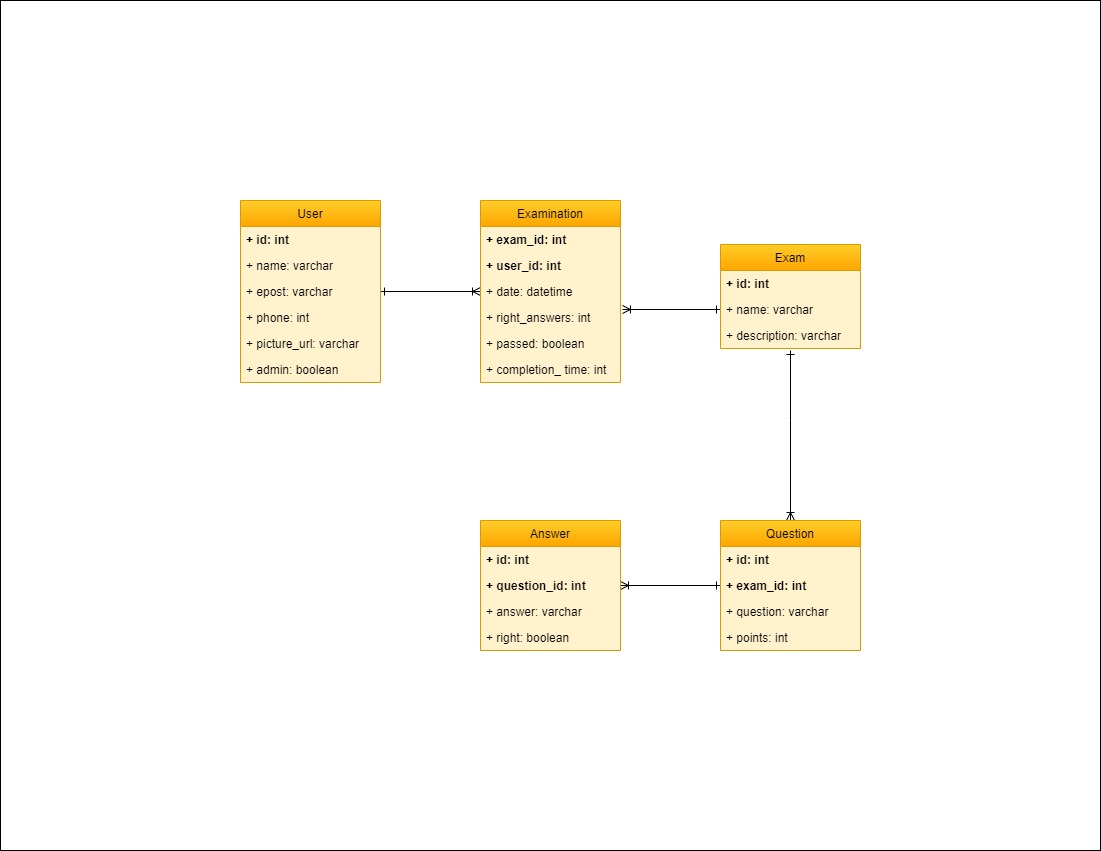 User
+ id: int
+ name: varchar
+ epost: varchar
+ phone: int
+ picture_url: varchar
+ admin: boolean
Examination
+ exam_id: int
+ user_id: int
+ date: datetime
+ right_answers: int
+ passed: boolean
+ completion_ time: int
Exam
+ id: int
+ name: varchar
+ description: varchar
Answer
+ id: int
+ question_id: int
+ answer: varchar
+ right: boolean
Question
+ id: int
+ exam_id: int
+ question: varchar
+ points: int